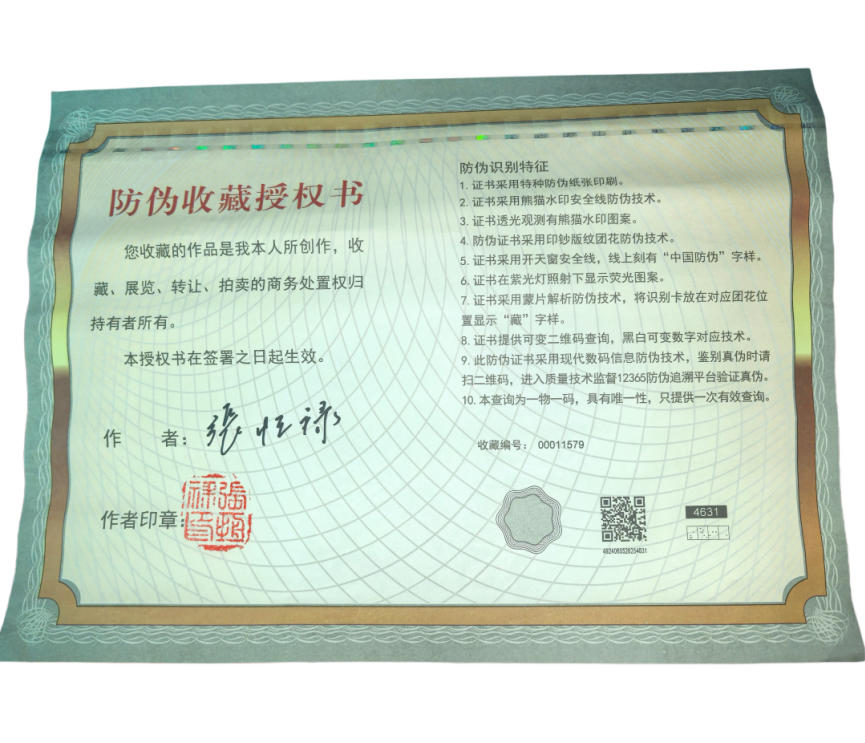 防伪收藏授权书
您收藏的作品是我本人所创作，收
藏、展览、转让、拍卖的商务处置权归
持有者所有。
本授权书在签署之日起生效。
作 者：張恒禄
作者印章：
防伪识别特征
1. 证书采用特种防伪纸张印刷。
2. 证书采用熊猫水印安全线防伪技术。
3. 证书透光观测有熊猫水印图案。
4. 防伪证书采用印钞版纹团花防伪技术。
5. 证书采用开天窗安全线，线上刻有“中国防伪”字样。
6. 证书在紫光灯照射下显示荧光图案。
7. 证书采用蒙片解析防伪技术，将识别卡放在对应团花位
置显示“藏”字样。
8. 证书提供可变二维码查询，黑白可变数字对应技术。
9. 此防伪证书采用现代数码信息防伪技术，鉴别真伪时请
扫二维码，进入质量技术监督12365防伪追溯平台验证真伪。
10. 本查询为一物一码，具有唯一性，只提供一次有效查询。
收藏编号： 00011579
4631